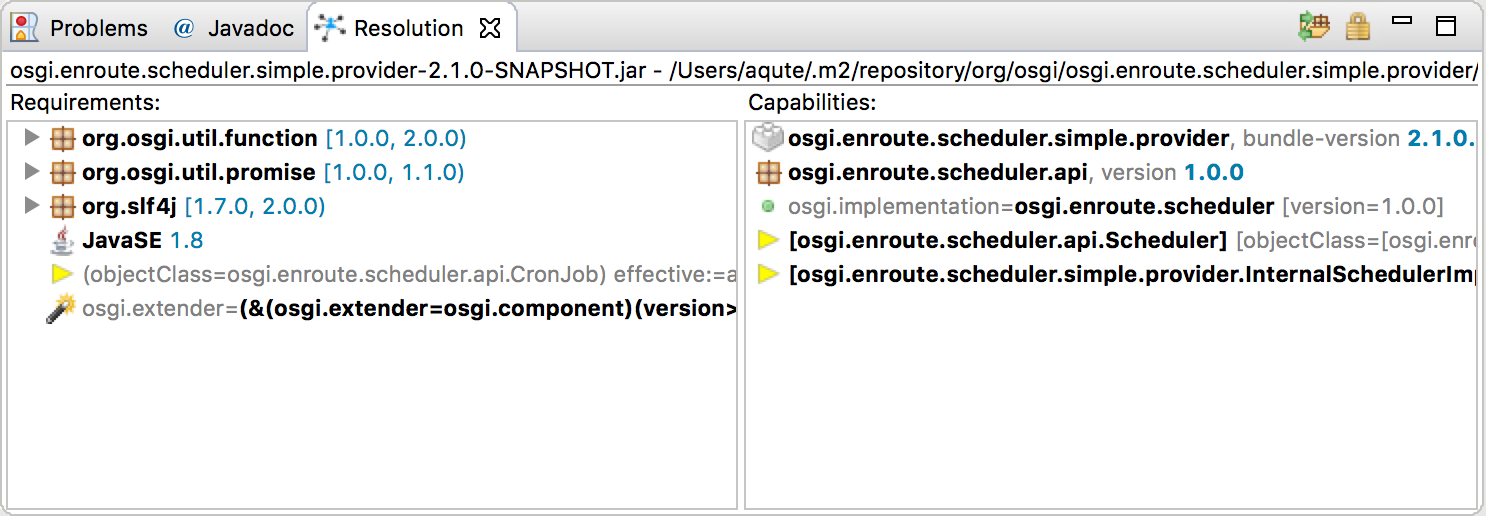 Problems @ Javadoc Resolution
osgi.enroute.scheduler.simple.provider-2.1.0-SNAPSHOT.jar - /Users/aqute/.m2/repository/org/osgi/osgi.enroute.scheduler.simple.provider/
Requirements:
org.osgi.util.function [1.0.0, 2.0.0)
org.osgi.util.promise [1.0.0, 1.1.0)
org.slf4j [1.7.0, 2.0.0)
JavaSE 1.8
(objectClass=osgi.enroute.scheduler.api.CronJob) effective:=a
osgi.extender=(&(osgi.extender=osgi.component)(version>
Capabilities:
osgi.enroute.scheduler.simple.provider, bundle-version 2.1.0.
osgi.enroute.scheduler.api, version 1.0.0
osgi.implementation=osgi.enroute.scheduler [version=1.0.0]
[osgi.enroute.scheduler.api.Scheduler] [objectClass=[osgi.enr
[osgi.enroute.scheduler.simple.provider.InternalSchedulerImp